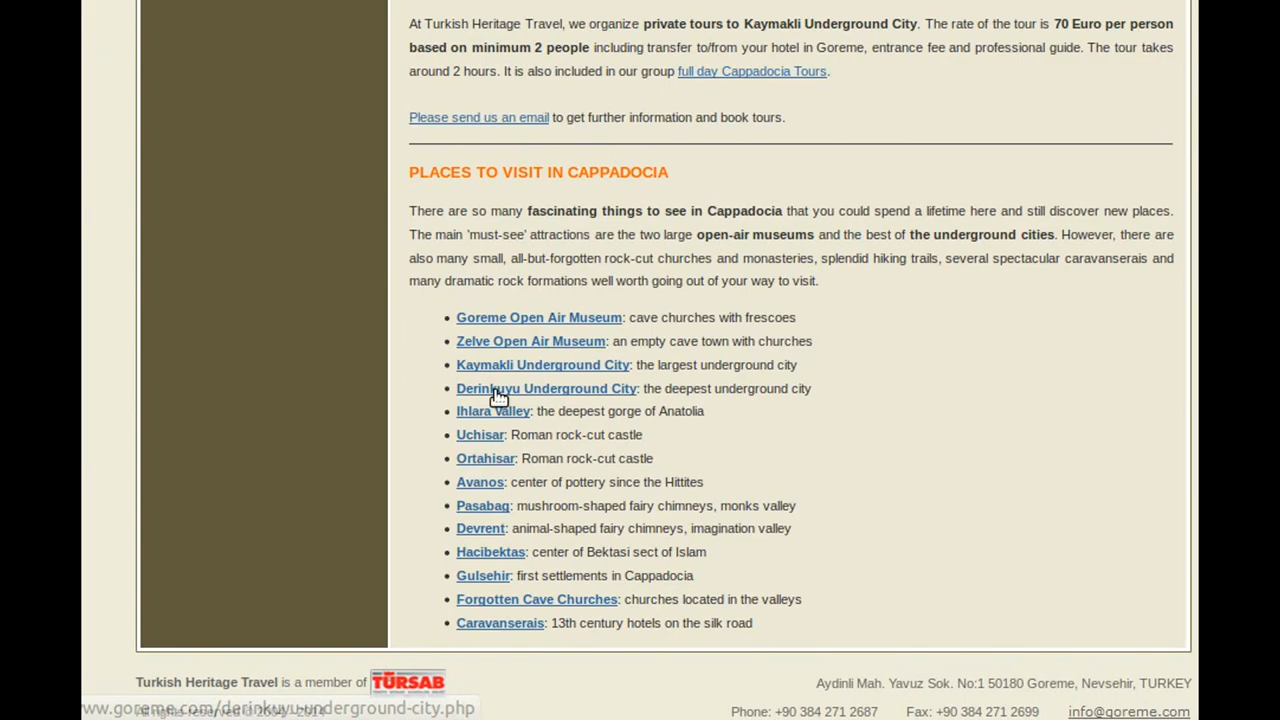 At Turkish Heritage Travel, we organize private tours to Kaymakli Underground City. The rate of the tour is 70 Euro per person
based on minimum 2 people including transfer to/from your hotel in Goreme, entrance fee and professional guide. The tour takes
around 2 hours. It is also included in our group full day Cappadocia Tours.
Please send us an email to get further information and book tours.
PLACES TO VISIT IN CAPPADOCIA
There are so many fascinating things to see in Cappadocia that you could spend a lifetime here and still discover new places.
The main 'must-see' attractions are the two large open-air museums and the best of the underground cities. However, there are
also many small, all-but-forgotten rock-cut churches and monasteries, splendid hiking trails, several spectacular caravanserais and
many dramatic rock formations well worth going out of your way to visit.
• Goreme Open Air Museum: cave churches with frescoes
• Zelve Open Air Museum: an empty cave town with churches
• Kaymakli Underground City: the largest underground city
• Derinkuyu Underground City: the deepest underground city
• Ihlara Valley: the deepest gorge of Anatolia
• Uchisar: Roman rock-cut castle
• Ortahisar: Roman rock-cut castle
• Avanos: center of pottery since the Hittites
• Pasabag: mushroom-shaped fairy chimneys, monks valley
• Devrent: animal-shaped fairy chimneys, imagination valley
• Hacibektas: center of Bektasi sect of Islam
• Gulsehir: first settlements in Cappadocia
• Forgotten Cave Churches: churches located in the valleys
• Caravanserais: 13th century hotels on the silk road
Turkish Heritage Travel is a member of TÜRSAB
Aydinli Mah. Yavuz Sok. No:1 50180 Goreme, Nevsehir, TURKEY
www.goreme.com/derinkuyu-underground-city.php
Phone: +90 384 271 2687 Fax: +90 384 271 2699 info@goreme.com